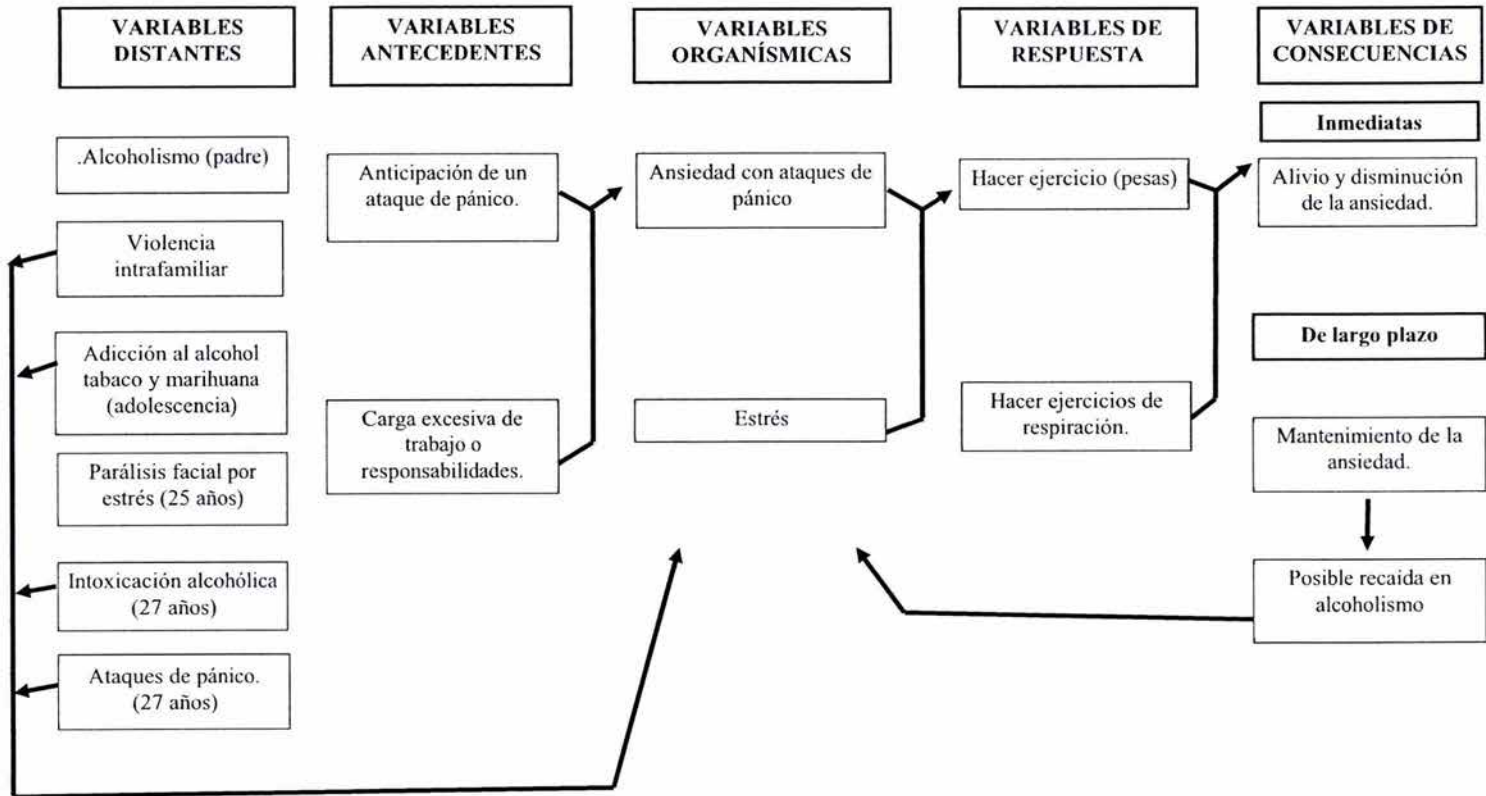 VARIABLES
DISTANTES
VARIABLES
ANTECEDENTES
VARIABLES
ORGANÍSMICAS
VARIABLES DE
RESPUESTA
VARIABLES DE
CONSECUENCIAS
Inmediatas
.Alcoholismo (padre)
Anticipación de un
ataque de pánico.
Ansiedad con ataques de
pánico
Hacer ejercicio (pesas)
Alivio y disminución
de la ansiedad.
Violencia
intrafamiliar
De largo plazo
Adicción al alcohol
tabaco y marihuana
(adolescencia)
Carga excesiva de
trabajo o
responsabilidades.
Estrés
Hacer ejercicios de
respiración.
Mantenimiento de la
ansiedad.
Parálisis facial por
estrés (25 años)
Intoxicación alcohólica
(27 años)
Posible recaida en
alcoholismo
Ataques de pánico.
(27 años)